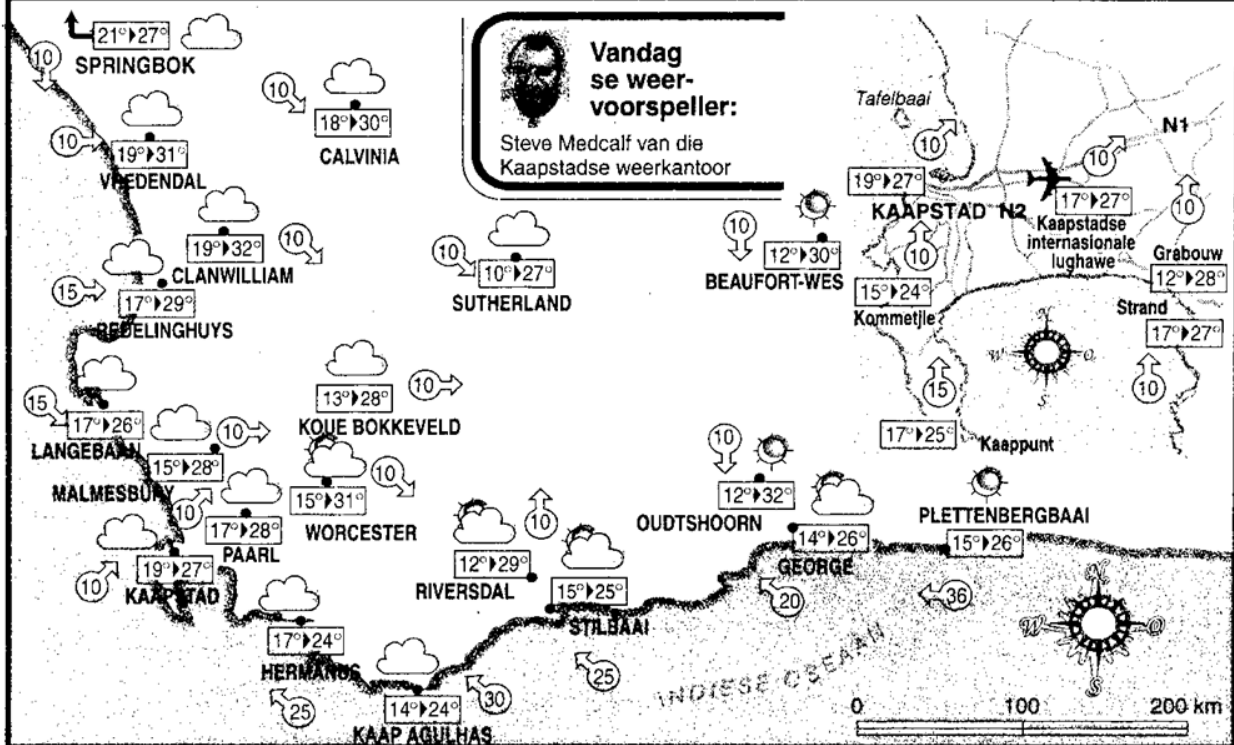 21° 27°
SPRINGBOK
10
10
18° 30°
CALVINIA
10
19° 31°
VREDENDAL
19° 32°
CLANWILLIAM
10
15
17° 29°
REDELINGHUYS
10
10° 27°
SUTHERLAND
Vandag
se weer-
voorspeller:
Steve Medcalf van die
Kaapstadse weerkantoor
10
12° 30°
BEAUFORT-WES
Tafelbaai
10
N1
10
19° 27°
KAAPSTAD N2
17° 27°
10
Kaapstadse
internasionale
lughawe
10
Grabouw
12° 28°
15° 24°
Kommetjie
Strand
17° 27°
N
W O
S
15
10
17° 25°
Kaappunt
13° 28°
KOUE BOKKEVELD
10
15
17° 26°
LANGEBAAN
10
15° 28°
MALMESBURY
10
17° 28°
PAARL
15° 31°
WORCESTER
10
10
19° 27°
KAAPSTAD
12° 29°
RIVERSDAL
10
15° 25°
STILBAAI
10
12° 32°
OUDTSHOORN
14° 26°
GEORGE
PLETTENBERGBAAI
15° 26°
20
36
17° 24°
HERMANUS
25
14° 24°
KAAP AGULHAS
30
25
INDIESE OSEAAN
N
W O
S
0 100 200 km